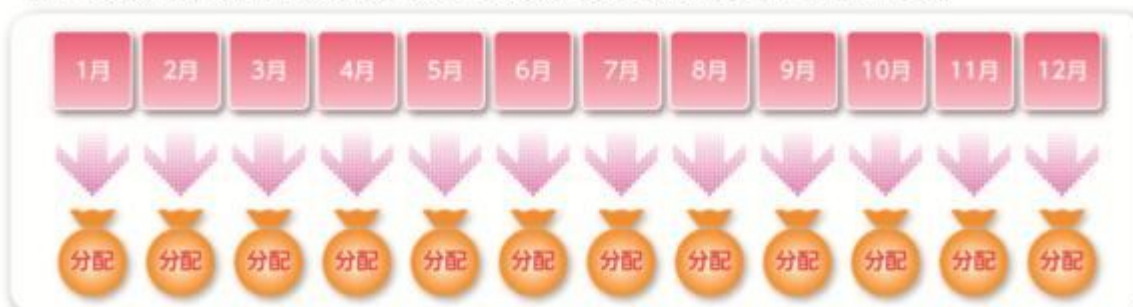 1月 2月 3月 4月 5月 6月 7月 8月 9月 10月 11月 12月
分配 分配 分配 分配 分配 分配 分配 分配 分配 分配 分配 分配